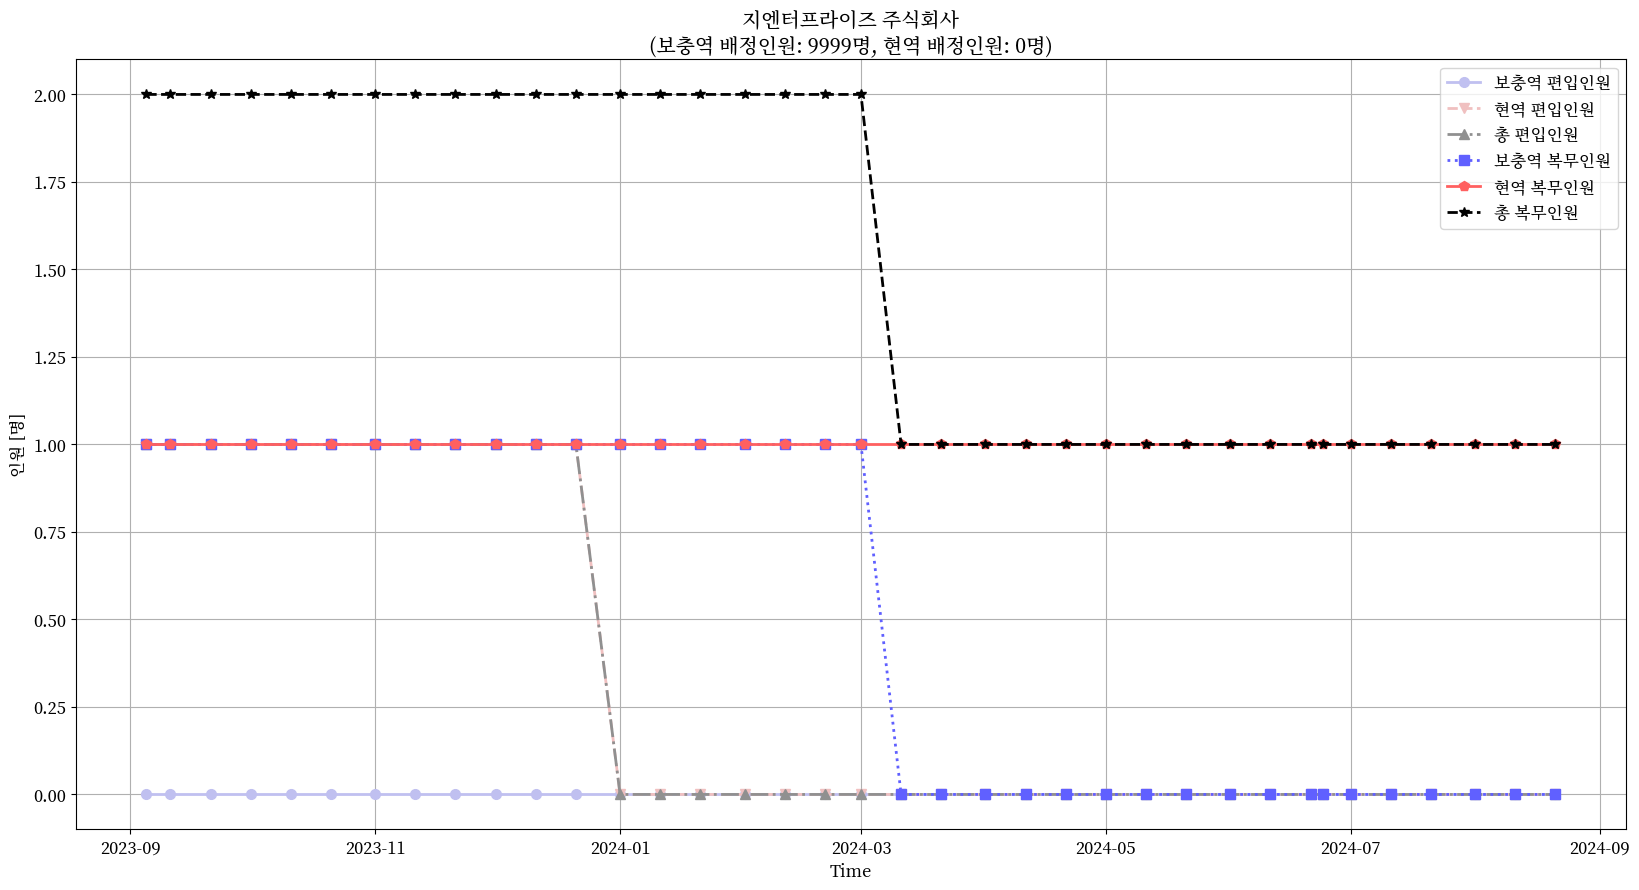 지엔터프라이즈 주식회사
(보충역 배정인원: 9999명, 현역 배정인원: 0명)
보충역 편입인원
현역 편입인원
총 편입인원
보충역 복무인원
현역 복무인원
총 복무인원
인원 [명]
2.00
1.75
1.50
1.25
1.00
0.75
0.50
0.25
0.00
2023-09
2023-11
2024-01
2024-03
2024-05
2024-07
2024-09
Time